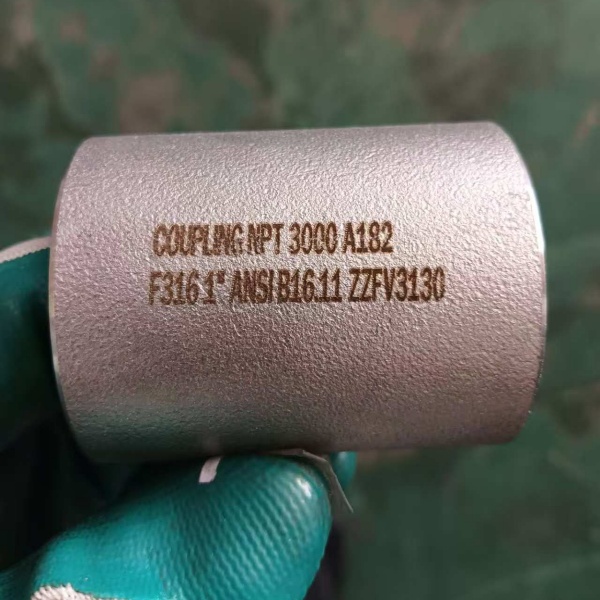 COUPLING NPT 3000 A182
F316 1" ANSI B16.11 ZZFV3130